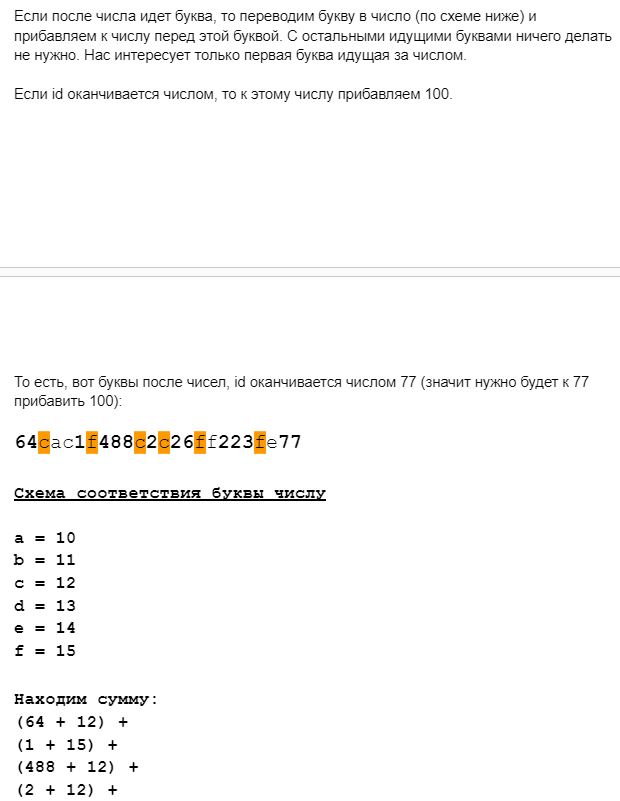 Если после числа идет буква, то переводим букву в число (по схеме ниже) и
прибавляем к числу перед этой буквой. С остальными идущими буквами ничего делать
не нужно. Нас интересует только первая буква идущая за числом.
Если id оканчивается числом, то к этому числу прибавляем 100.
То есть, вот буквы после чисел, id оканчивается числом 77 (значит нужно будет к 77
прибавить 100):
64cac1f488c2c26ff223fe77
Схема соответствия буквы числу
a = 10
b = 11
c = 12
d = 13
e = 14
f = 15
Находим сумму:
(64 + 12) +
(1 + 15) +
(488 + 12) +
(2 + 12) +